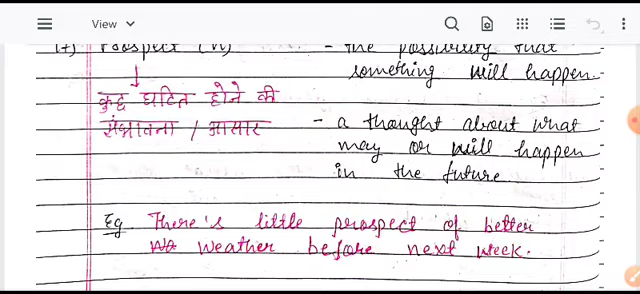 View
17) Prospect (n) - the possibility that
something will happen.
↓
कुछ घटित होने की
संभावना / आसार
- a thought about what
may or will happen
in the future
Eg There's little prospect of better
weather before next week.